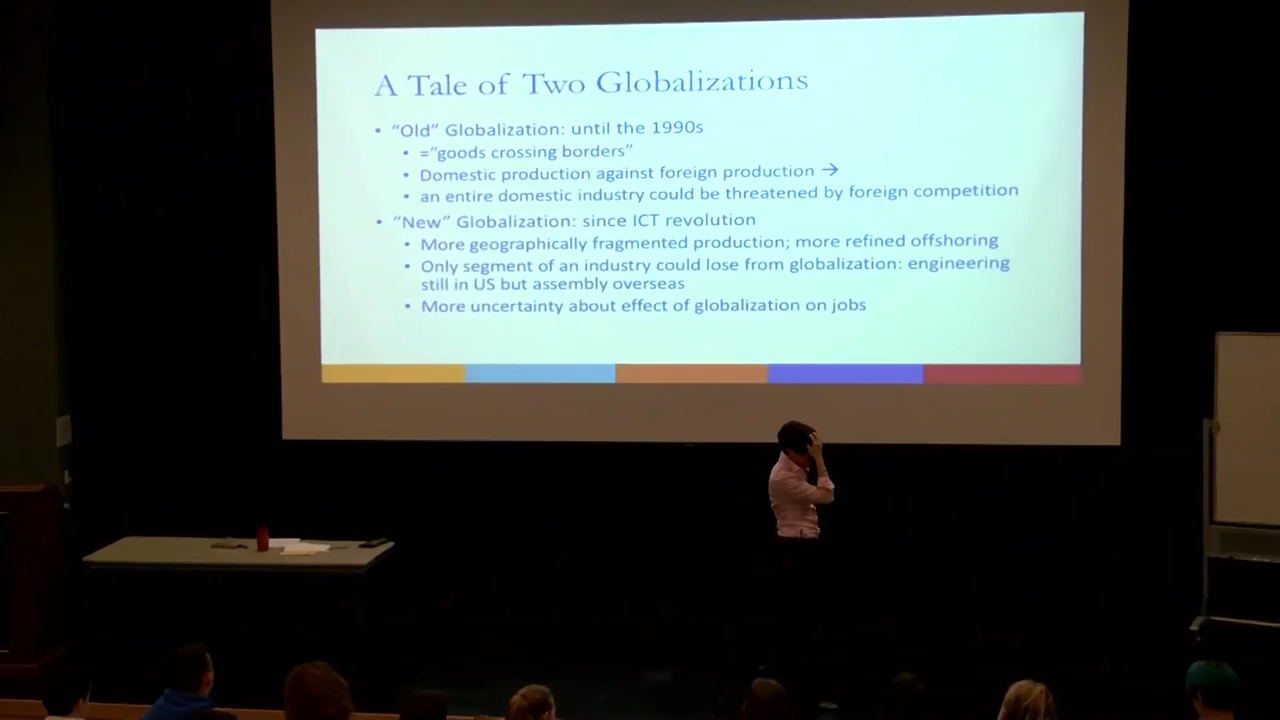 A Tale of Two Globalizations
• “Old” Globalization: until the 1990s
• =“goods crossing borders”
• Domestic production against foreign production →
• an entire domestic industry could be threatened by foreign competition
• “New” Globalization: since ICT revolution
• More geographically fragmented production; more refined offshoring
• Only segment of an industry could lose from globalization: engineering
still in US but assembly overseas
• More uncertainty about effect of globalization on jobs